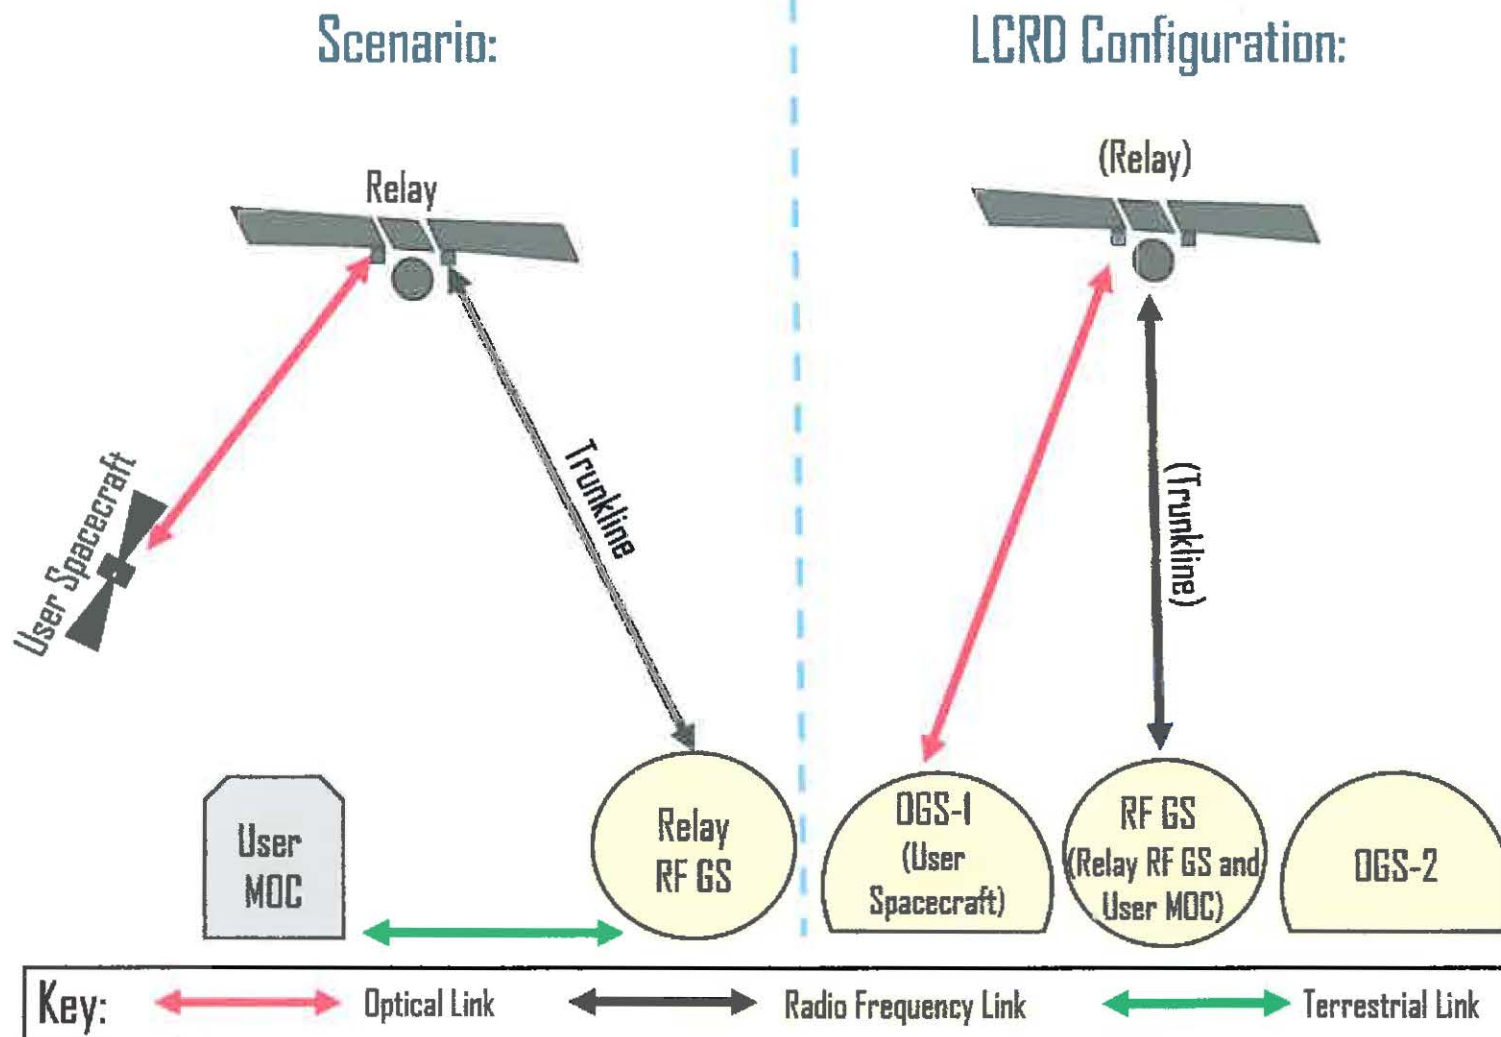 Scenario:
Relay
User Spacecraft
Trunkline
User
MOC
Relay
RF GS
LCRD Configuration:
(Relay)
(Trunkline)
OGS-1
(User
Spacecraft)
RF GS
(Relay RF GS and
User MOC)
OGS-2
Key:
Optical Link
Radio Frequency Link
Terrestrial Link